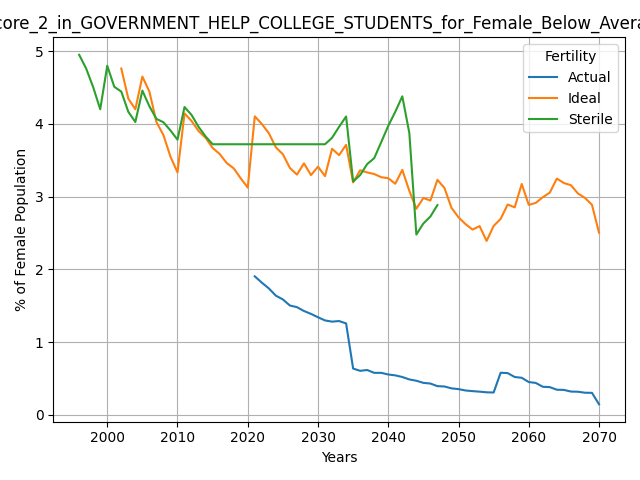 core_2_in_GOVERNMENT_HELP_COLLEGE_STUDENTS_for_Female_Below_Avera
Fertility
Actual
Ideal
Sterile
% of Female Population
5
4
3
2
1
0
2000 2010 2020 2030 2040 2050 2060 2070
Years